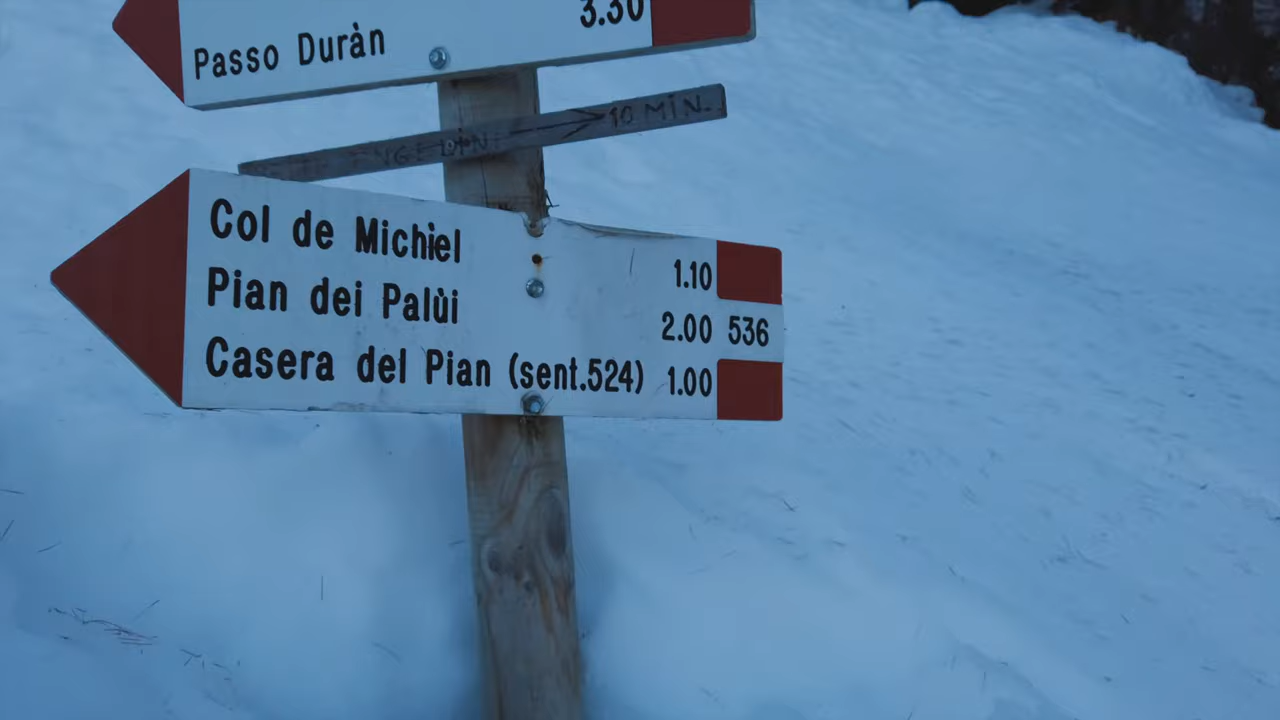 3.30
Passo Duràn
10 MIN.
Col de Michiel 1.10
Pian dei Palùi 2.00 536
Casera del Pian (sent.524) 1.00